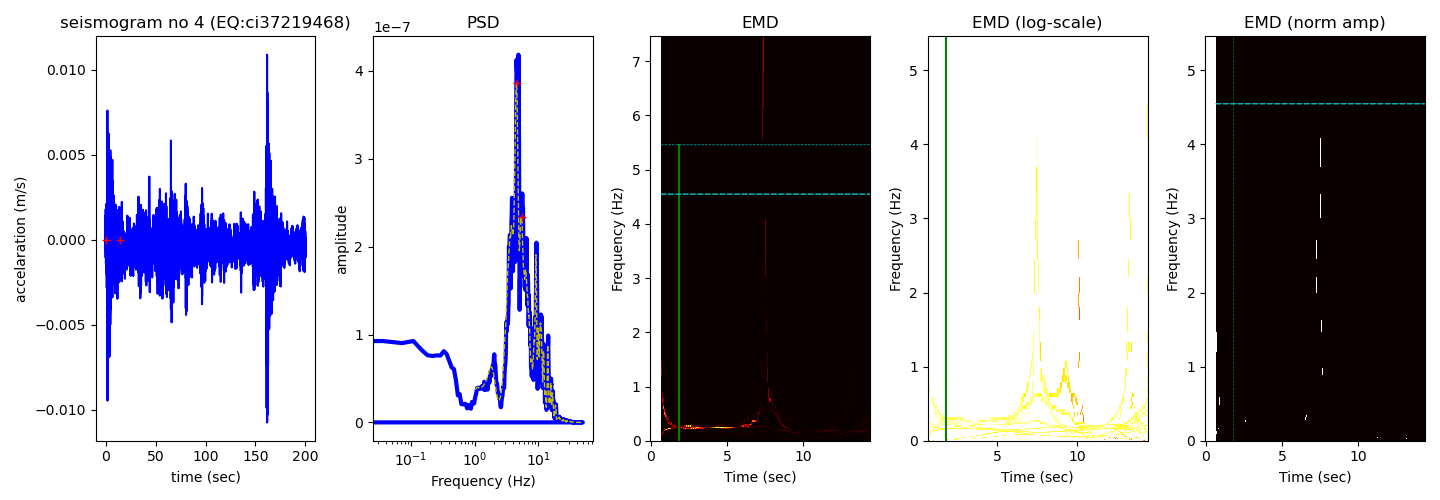 seismogram no 4 (EQ:ci37219468)
accelaration (m/s)
0.010
0.005
0.000
−0.005
−0.010
0 50 100 150 200
time (sec)
PSD
1e−7
amplitude
4
3
2
1
0
10⁻¹ 10⁰ 10¹
Frequency (Hz)
EMD
Frequency (Hz)
7
6
5
4
3
2
1
0
0 5 10
Time (sec)
EMD (log-scale)
Frequency (Hz)
5
4
3
2
1
0
5 10
Time (sec)
EMD (norm amp)
Frequency (Hz)
5
4
3
2
1
0
0 5 10
Time (sec)